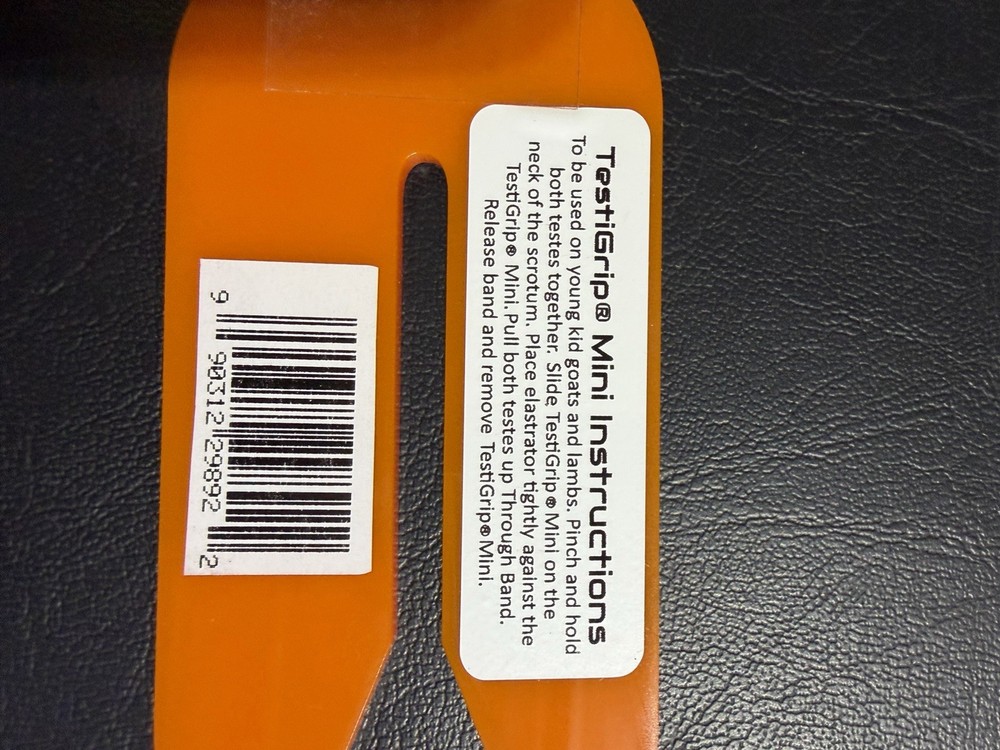 TestiGrip® Mini Instructions
To be used on young kid goats and lambs. Pinch and hold
both testes together. Slide TestiGrip® Mini on the
neck of the scrotum. Place elastrator tightly against the
TestiGrip® Mini. Pull both testes up Through Band.
Release band and remove TestiGrip® Mini.
9 90312 29892 2